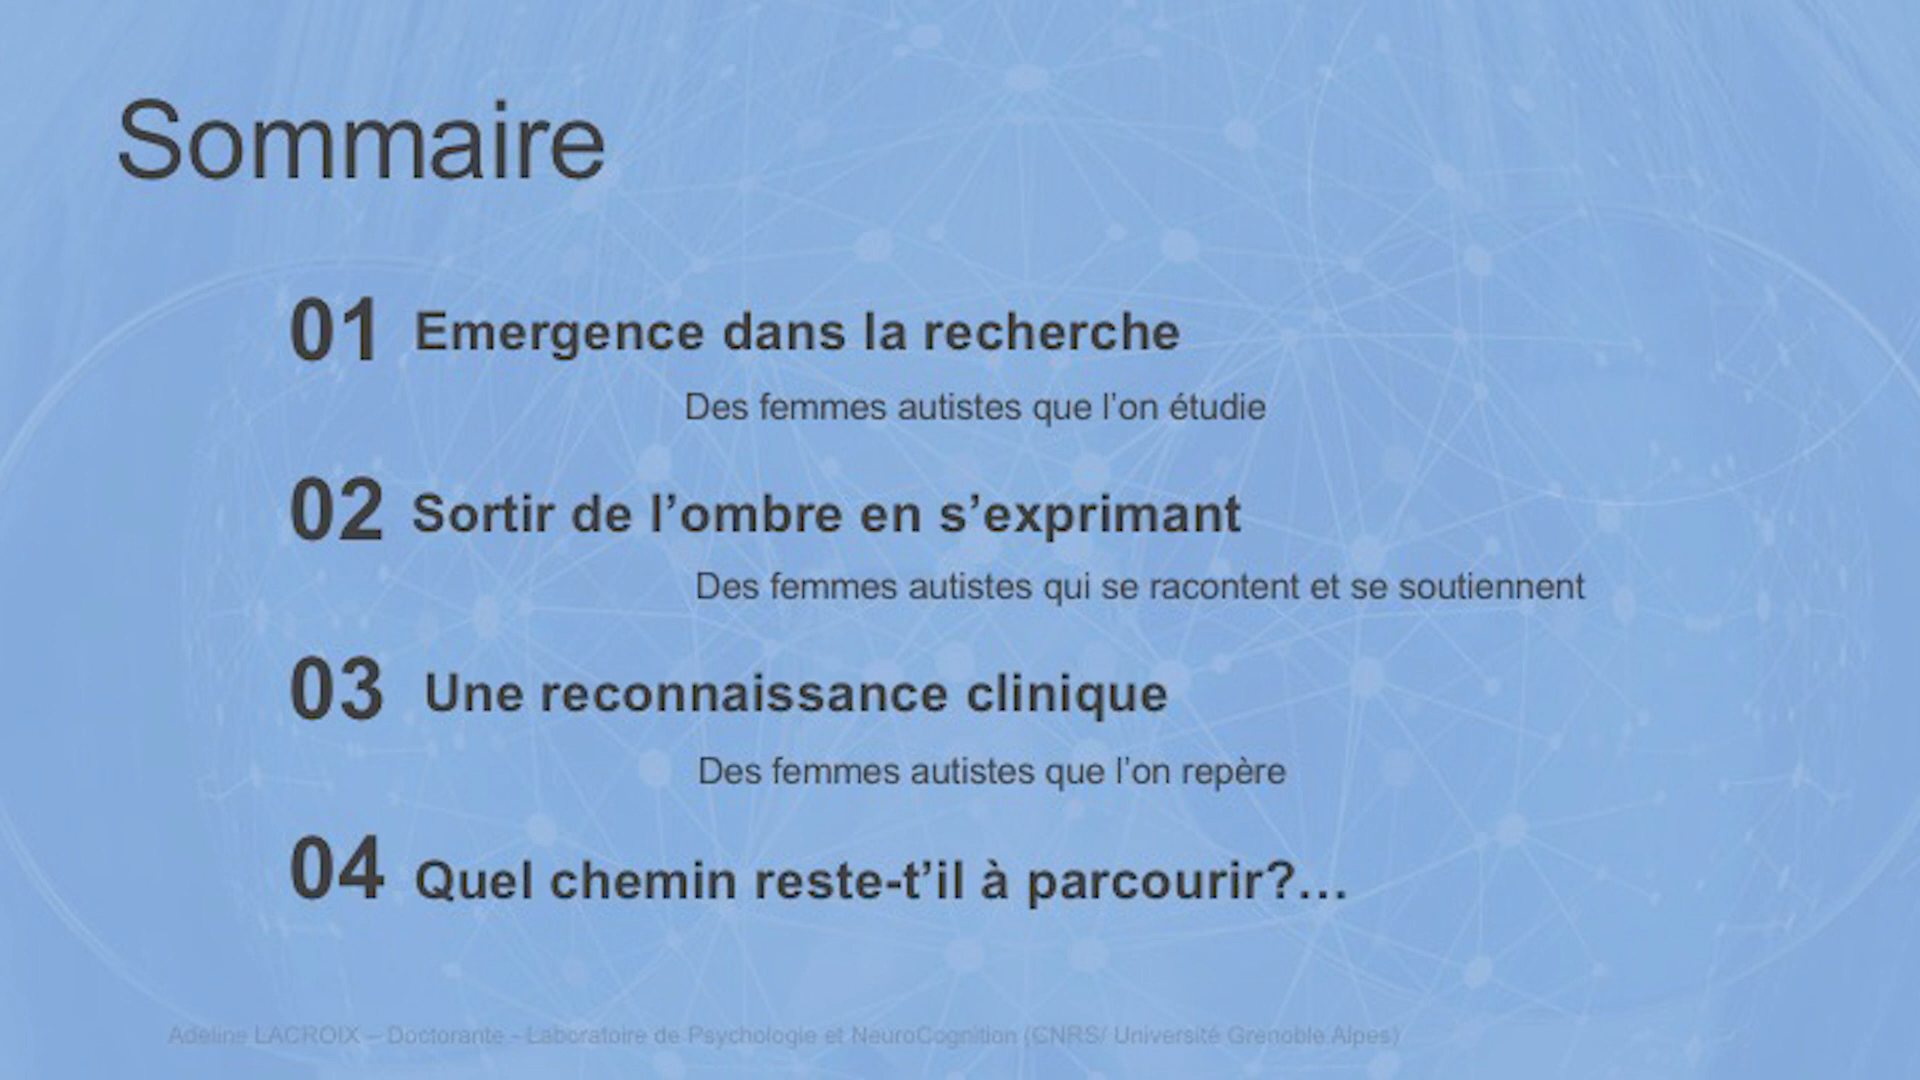 Sommaire
01 Emergence dans la recherche
Des femmes autistes que l’on étudie
02 Sortir de l’ombre en s’exprimant
Des femmes autistes qui se racontent et se soutiennent
03 Une reconnaissance clinique
Des femmes autistes que l’on repère
04 Quel chemin reste-t’il à parcourir?...
Adeline LACROIX – Doctorante - Laboratoire de Psychologie et NeuroCognition (CNRS/ Université Grenoble Alpes)